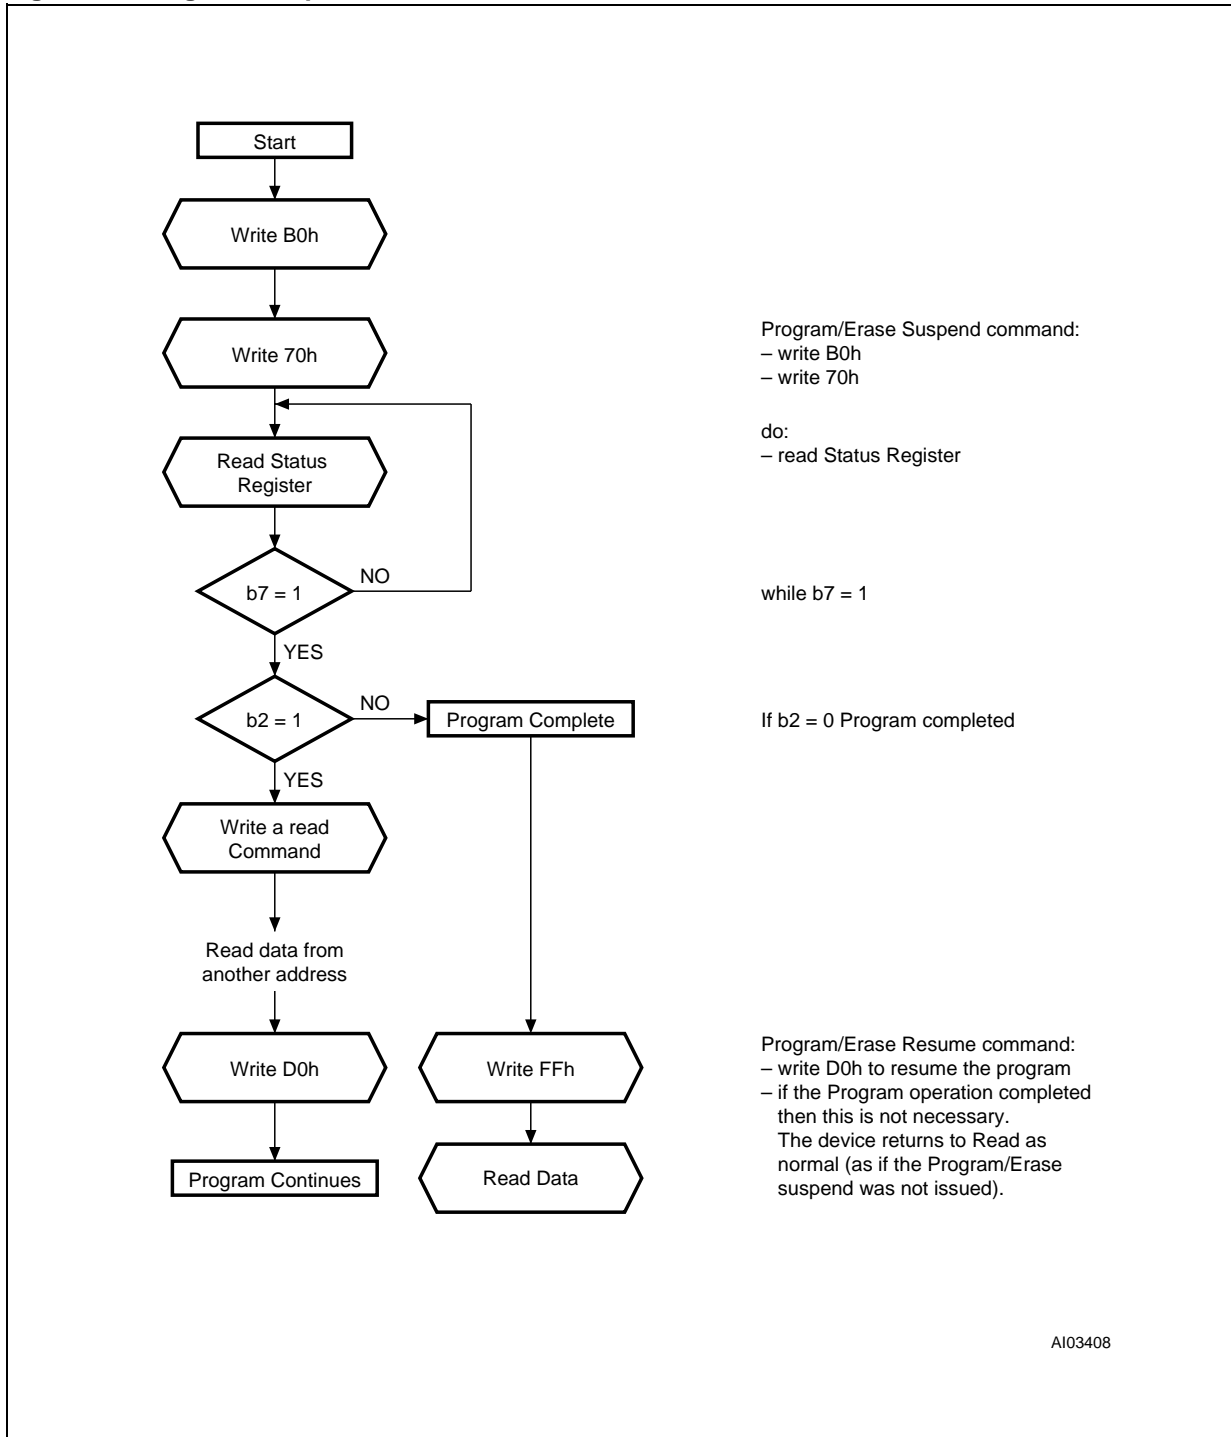 Start
Write B0h
Write 70h
Program/Erase Suspend command:
– write B0h
– write 70h
do:
– read Status Register
Read Status
Register
NO
b7 = 1
while b7 = 1
YES
NO
b2 = 1
Program Complete
If b2 = 0 Program completed
YES
Write a read
Command
Read data from
another address
Write D0h
Write FFh
Program/Erase Resume command:
– write D0h to resume the program
– if the Program operation completed
then this is not necessary.
The device returns to Read as
normal (as if the Program/Erase
suspend was not issued).
Program Continues
Read Data
AI03408